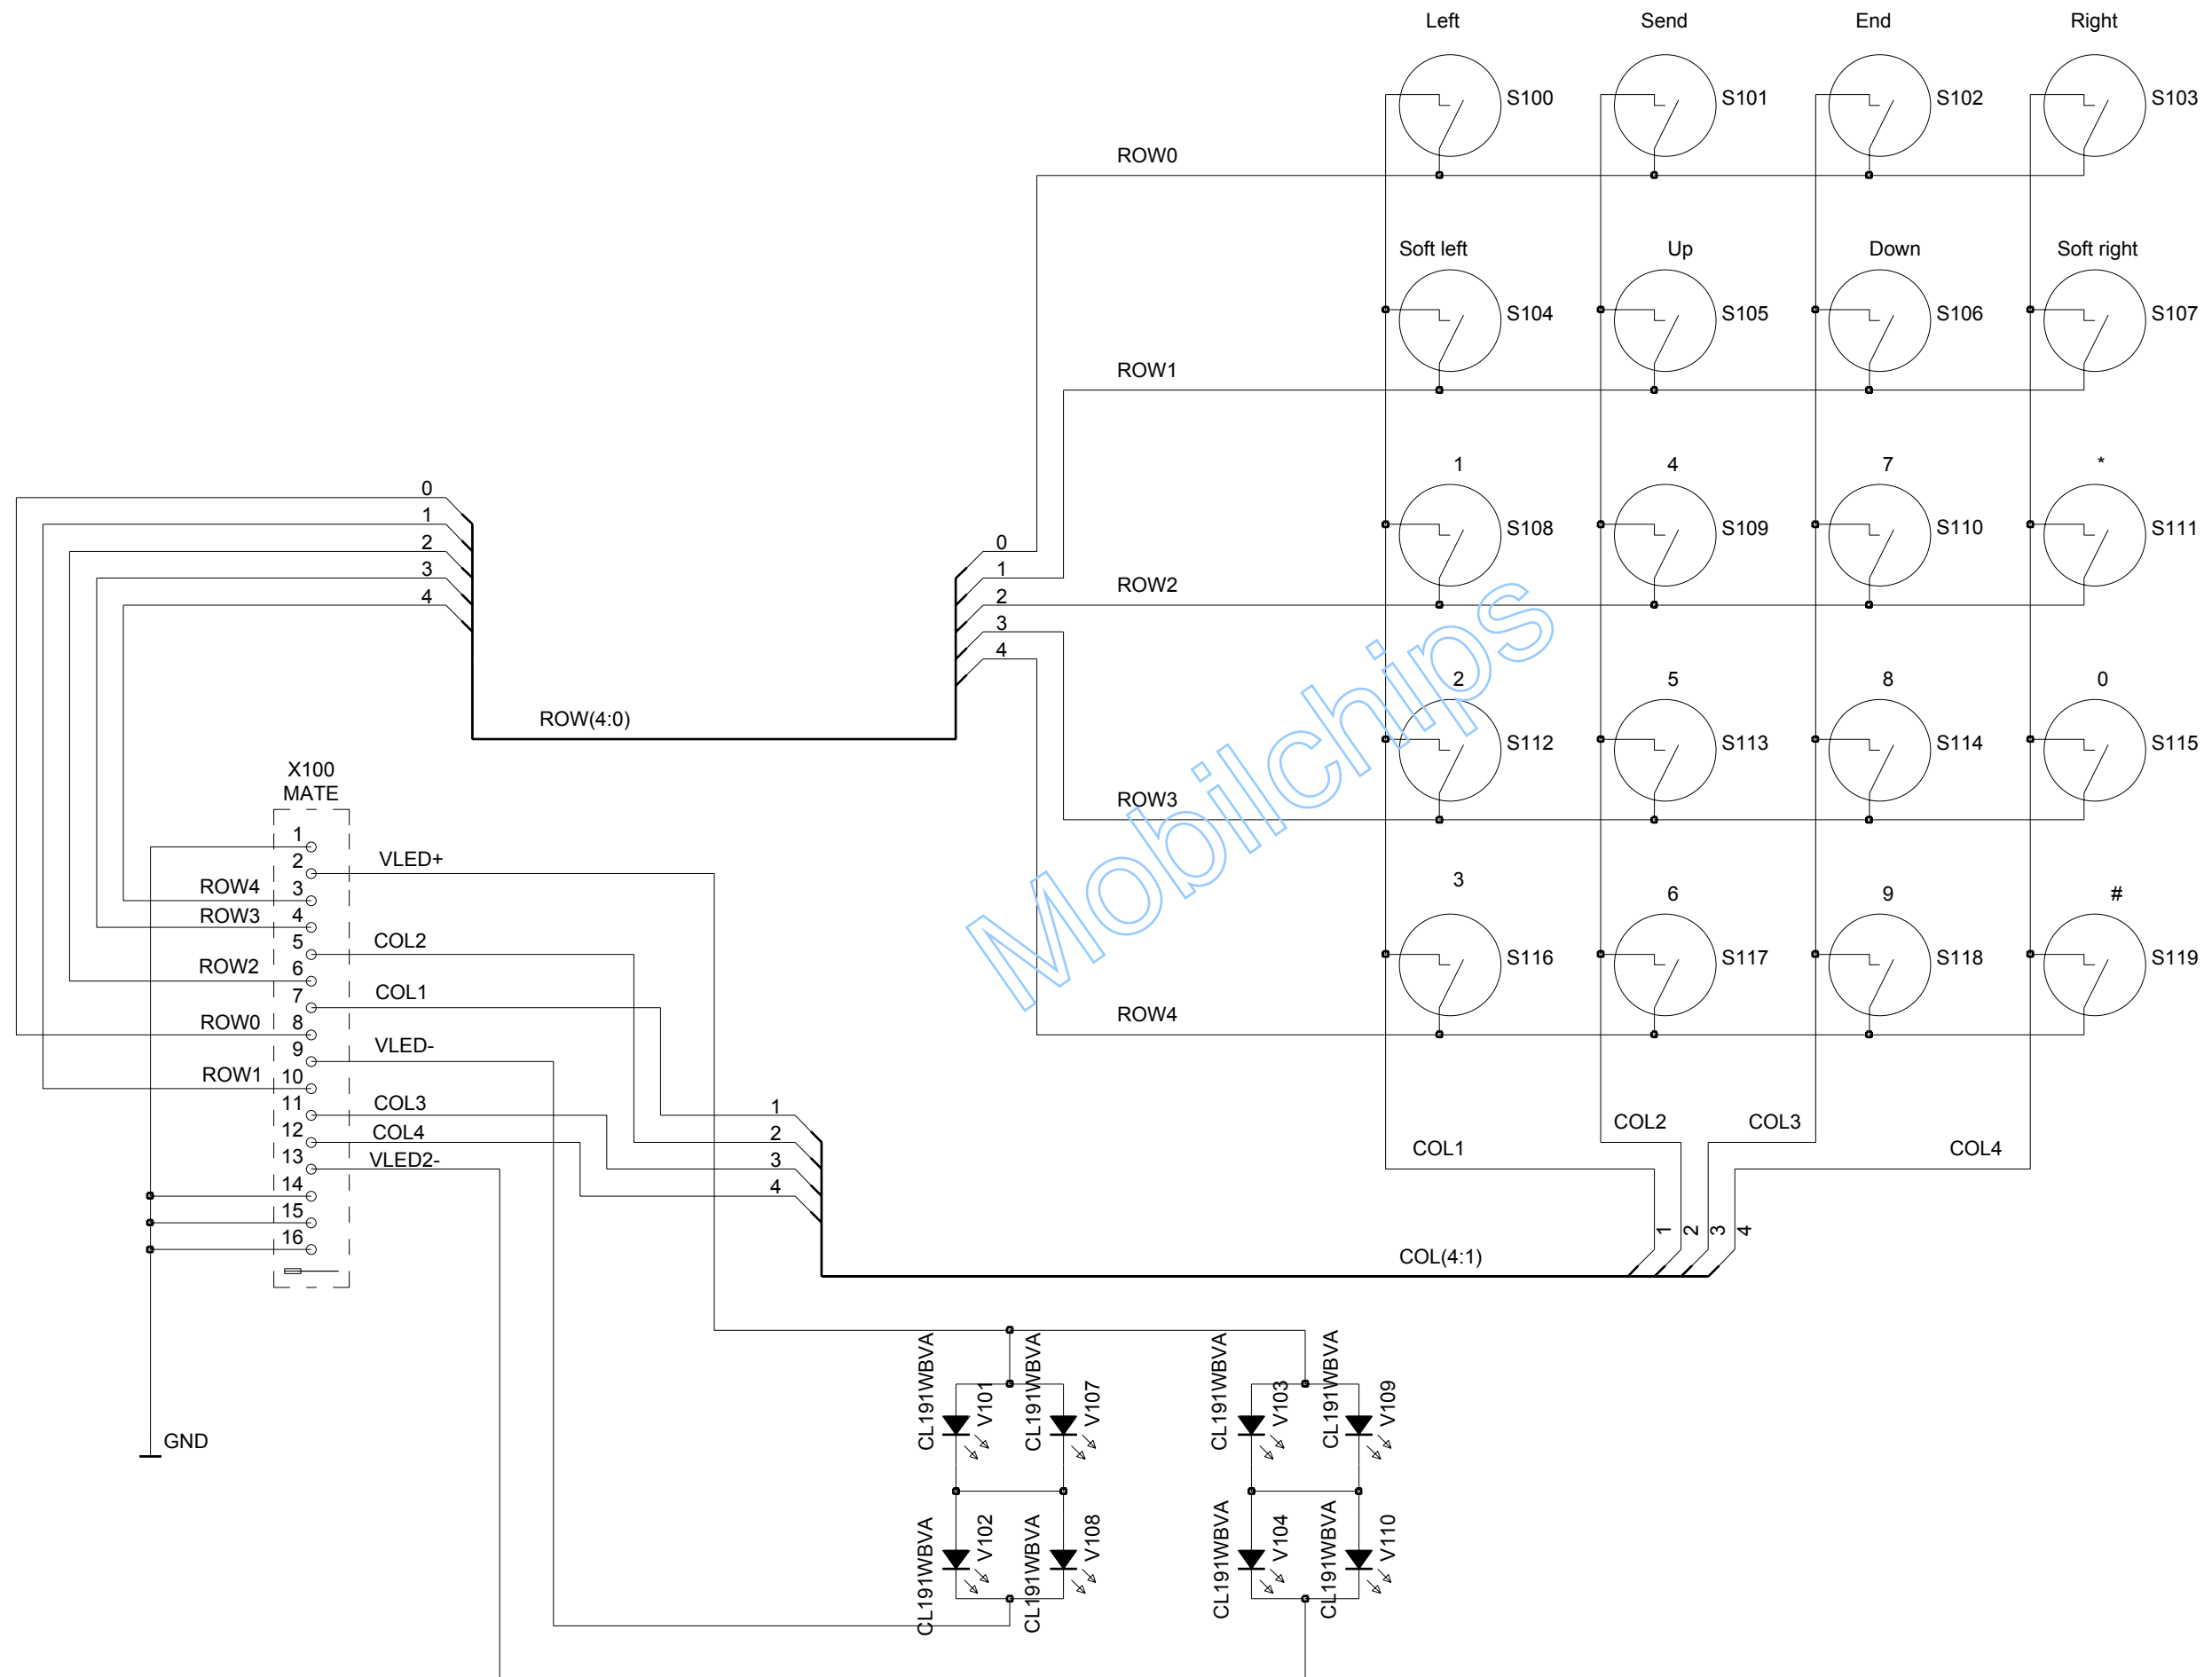 Left Send End Right
S100 S101 S102 S103
ROW0
Soft left Up Down Soft right
S104 S105 S106 S107
ROW1
1 4 7 *
S108 S109 S110 S111
ROW2
2 5 8 0
S112 S113 S114 S115
ROW3
3 6 9 #
S116 S117 S118 S119
ROW4
0
1
2
3
4
0
1
2
3
4
ROW(4:0)
X100
MATE
1
2 VLED+
ROW4 3
ROW3 4
5 COL2
ROW2 6
7 COL1
ROW0 8
9 VLED-
ROW1 10
11 COL3
12 COL4
13 VLED2-
14
15
16
GND
1
2
3
4
COL1 COL2 COL3 COL4
1 2 3 4
COL(4:1)
CL191WBVA V101 CL191WBVA V107 CL191WBVA V103 CL191WBVA V109
CL191WBVA V102 CL191WBVA V108 CL191WBVA V104 CL191WBVA V110
Mobilchips